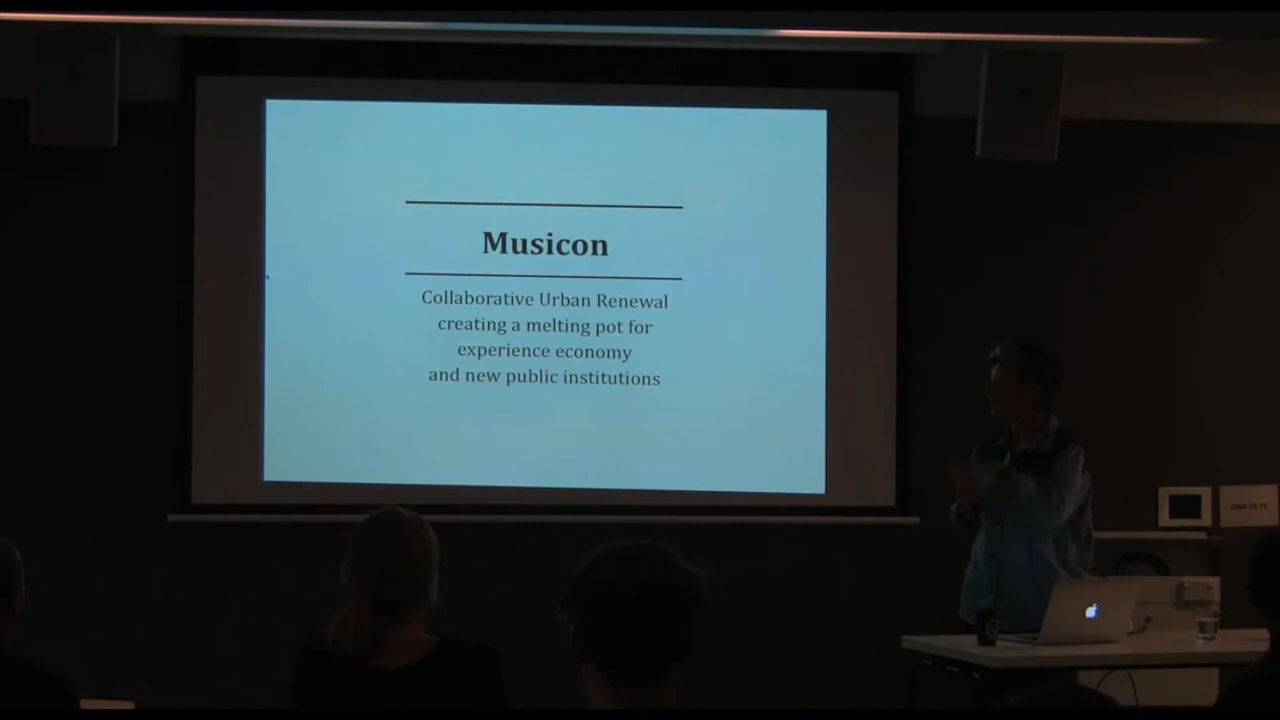 Musicon
Collaborative Urban Renewal
creating a melting pot for
experience economy
and new public institutions